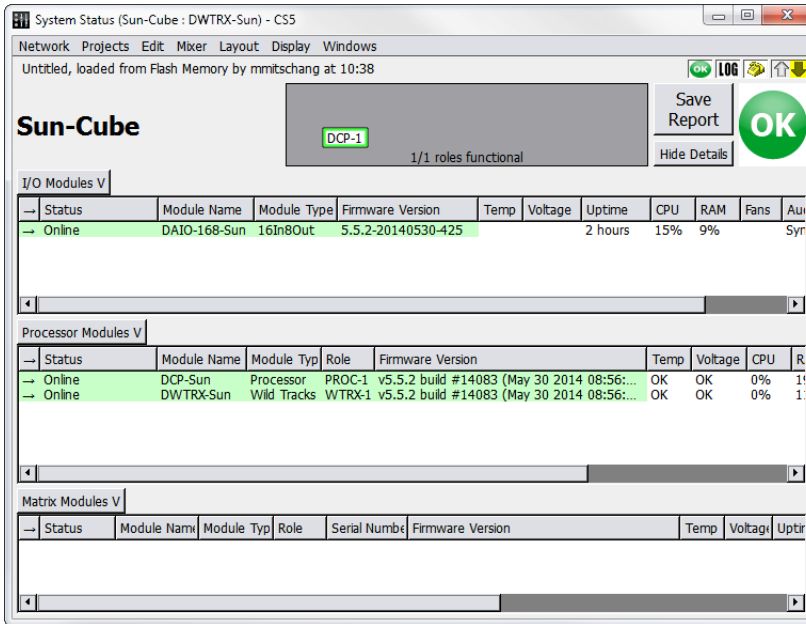 System Status (Sun-Cube : DWTRX-Sun) - CS5
Network Projects Edit Mixer Layout Display Windows
Untitled, loaded from Flash Memory by mmitschang at 10:38 OK LOG
Sun-Cube
DCP-1
1/1 roles functional
Save Report
Hide Details
OK
I/O Modules V
→ Status Module Name Module Type Firmware Version Temp Voltage Uptime CPU RAM Fans Au
→ Online DAIO-168-Sun 16In8Out 5.5.2-20140530-425 2 hours 15% 9% Syn
Processor Modules V
→ Status Module Name Module Typ Role Firmware Version Temp Voltage CPU R
→ Online DCP-Sun Processor PROC-1 v5.5.2 build #14083 (May 30 2014 08:56:... OK OK 0% 19
→ Online DWTRX-Sun Wild Tracks WTRX-1 v5.5.2 build #14083 (May 30 2014 08:56:... OK OK 0% 1
Matrix Modules V
→ Status Module Name Module Typ Role Serial Numbe Firmware Version Temp Voltage Uptir